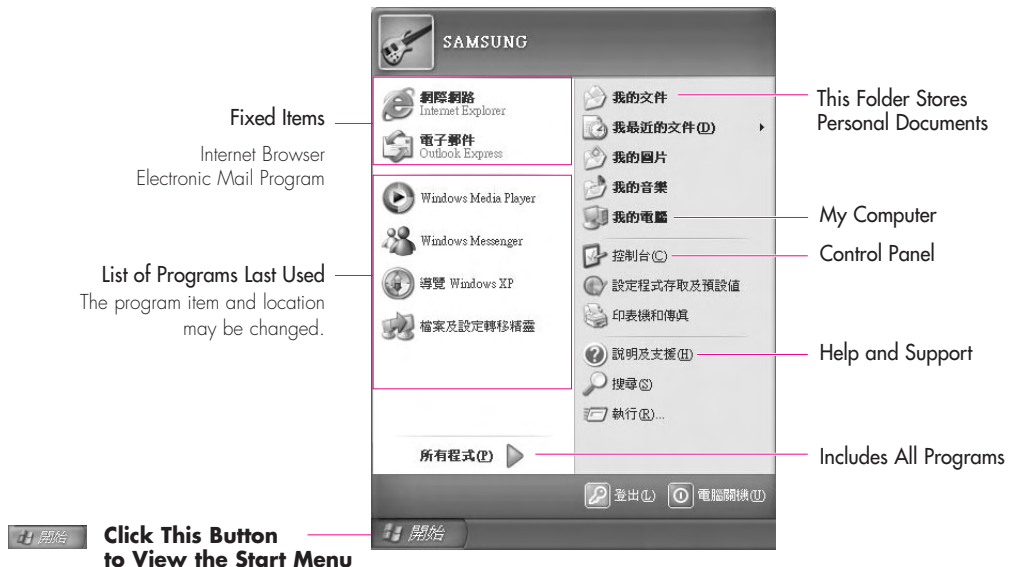 SAMSUNG
Fixed Items
Internet Browser
Electronic Mail Program
網際網路
Internet Explorer
電子郵件
Outlook Express
List of Programs Last Used
The program item and location
may be changed.
Windows Media Player
Windows Messenger
導覽 Windows XP
檔案及設定轉移精靈
所有程式(P)
我的文件
我最近的文件(D)
我的圖片
我的音樂
我的電腦
控制台(C)
設定程式存取及預設值
印表機和傳真
說明及支援(H)
搜尋(S)
執行(R)...
This Folder Stores
Personal Documents
My Computer
Control Panel
Help and Support
Includes All Programs
登出(L)
電腦關機(U)
開始
Click This Button
to View the Start Menu
開始